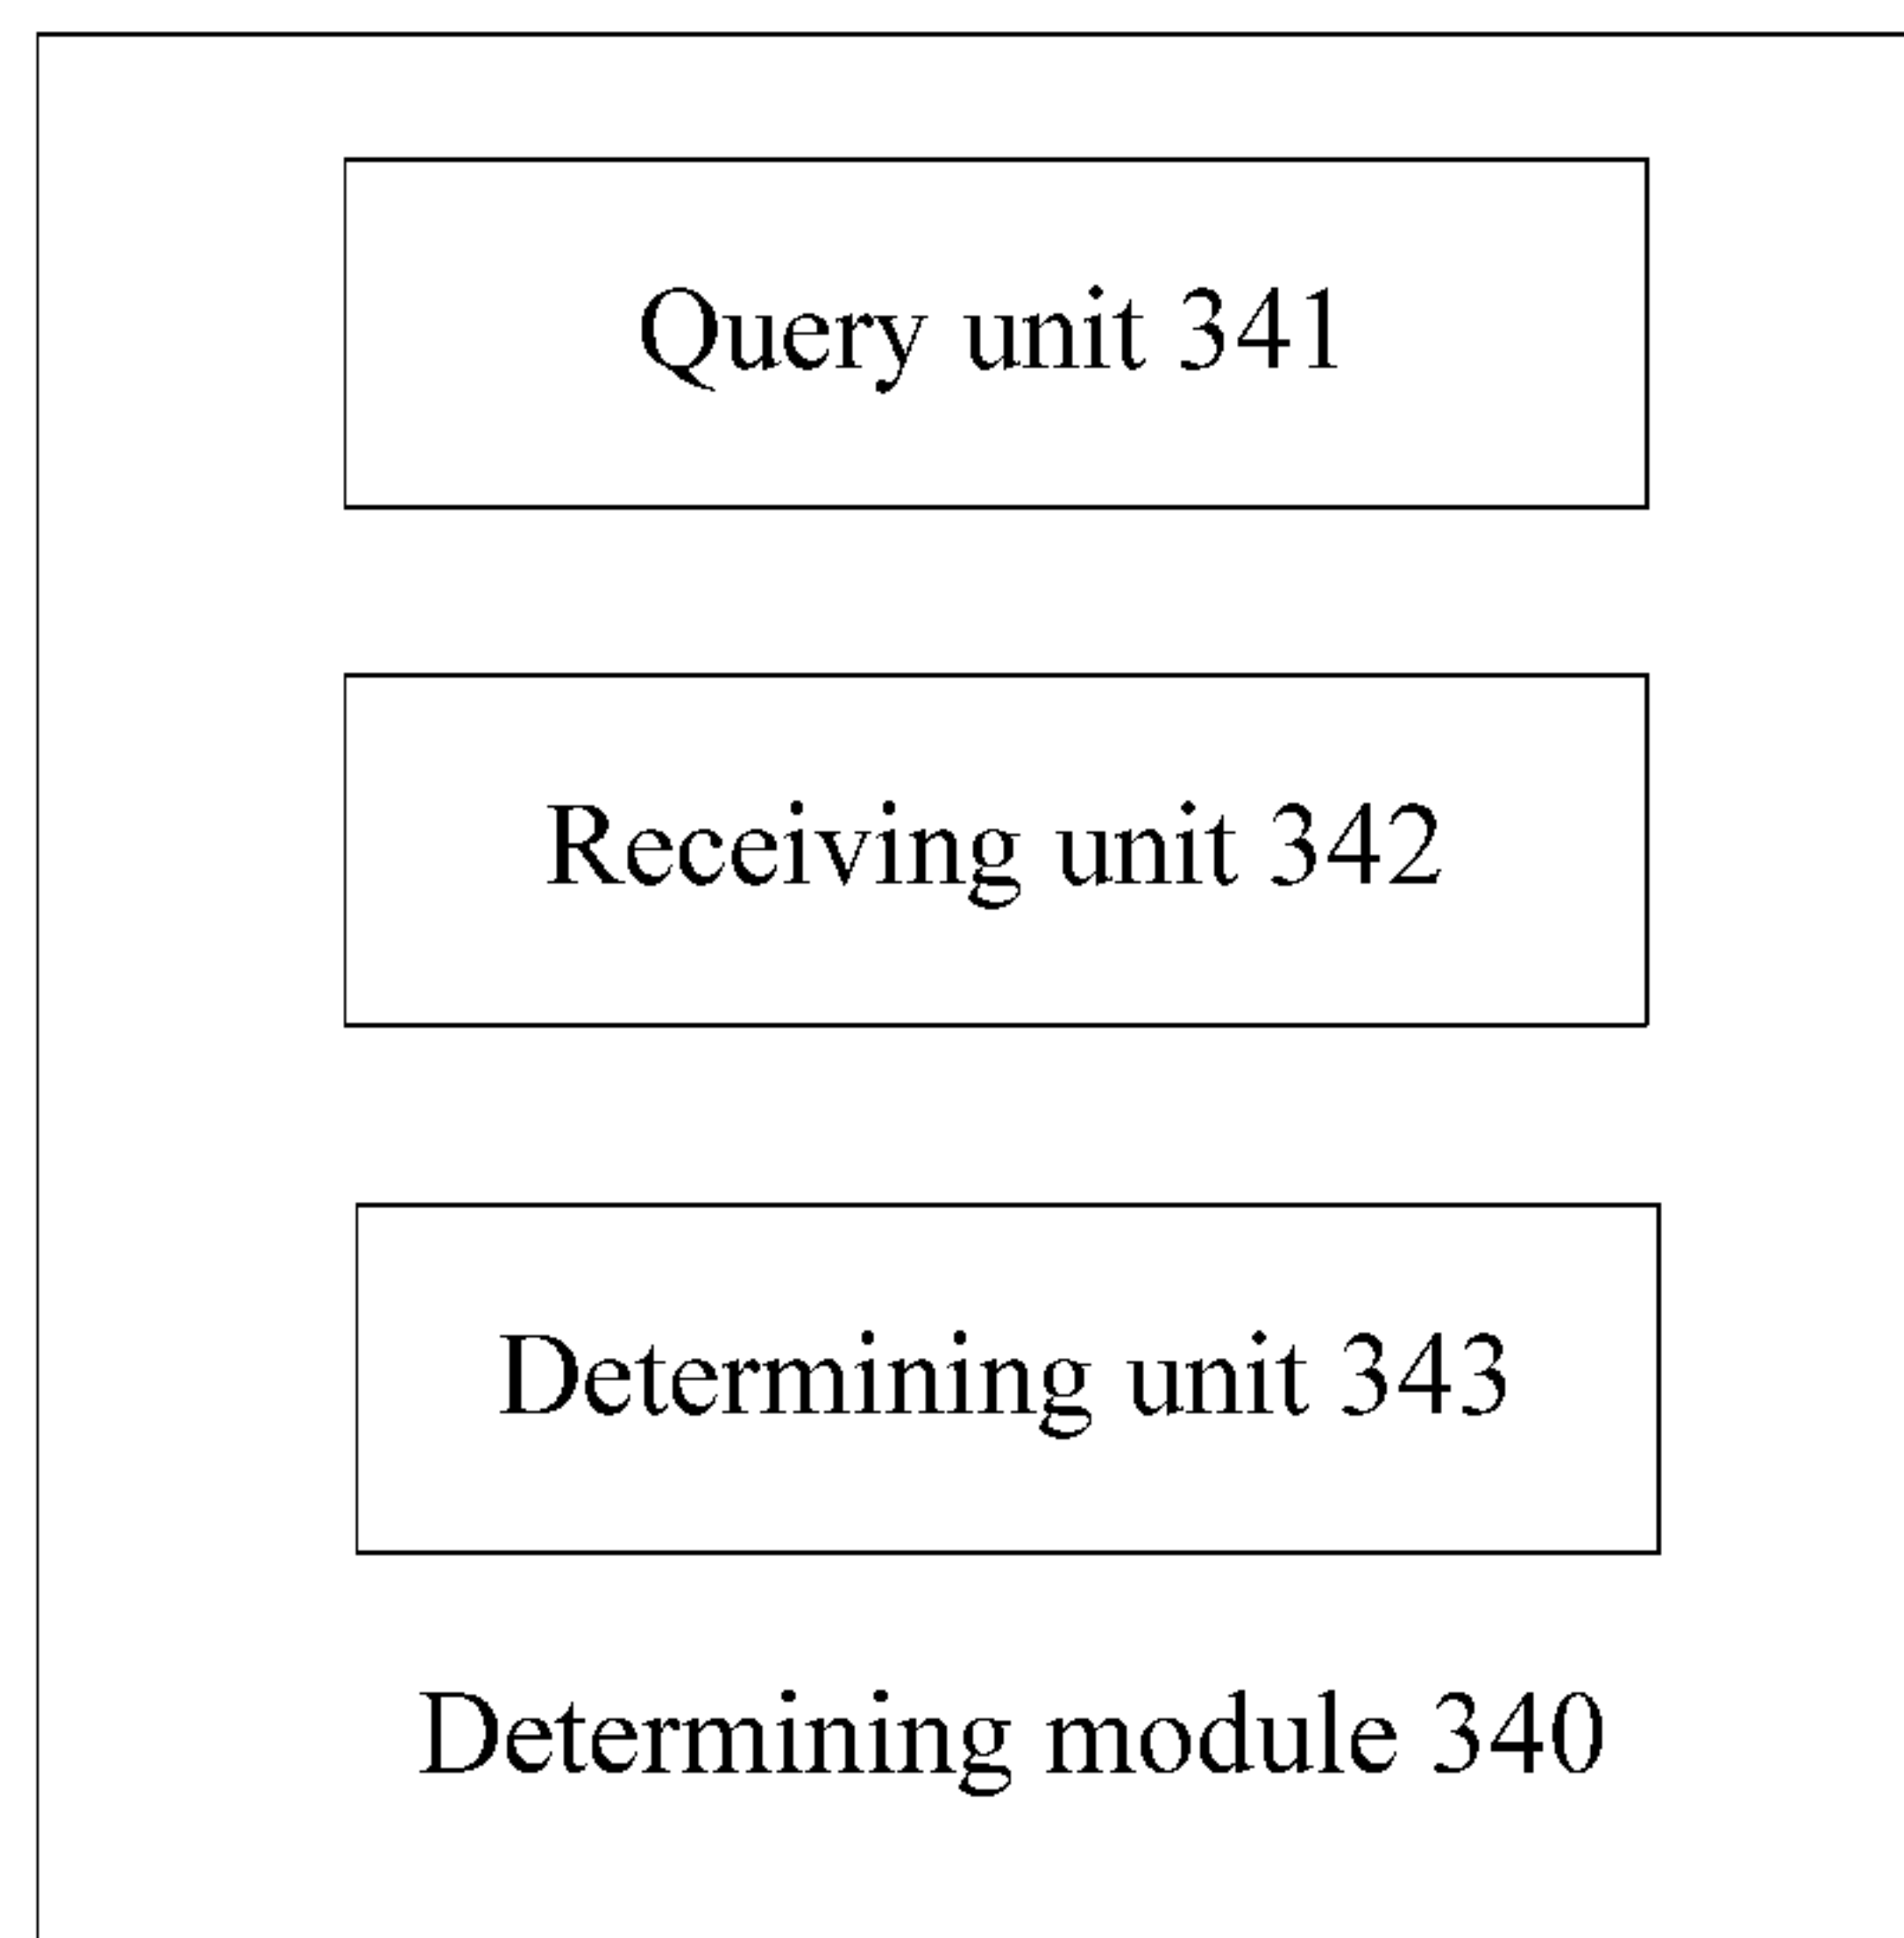 Query unit 341
Receiving unit 342
Determining unit 343
Determining module 340